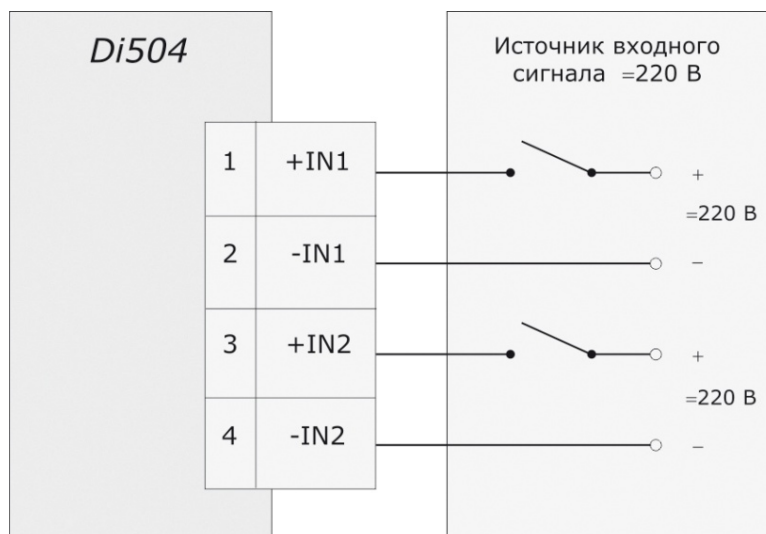 Di504
Источник входного
сигнала =220 В
1 +IN1
+
=220 В
2 -IN1
–
3 +IN2
+
=220 В
4 -IN2
–